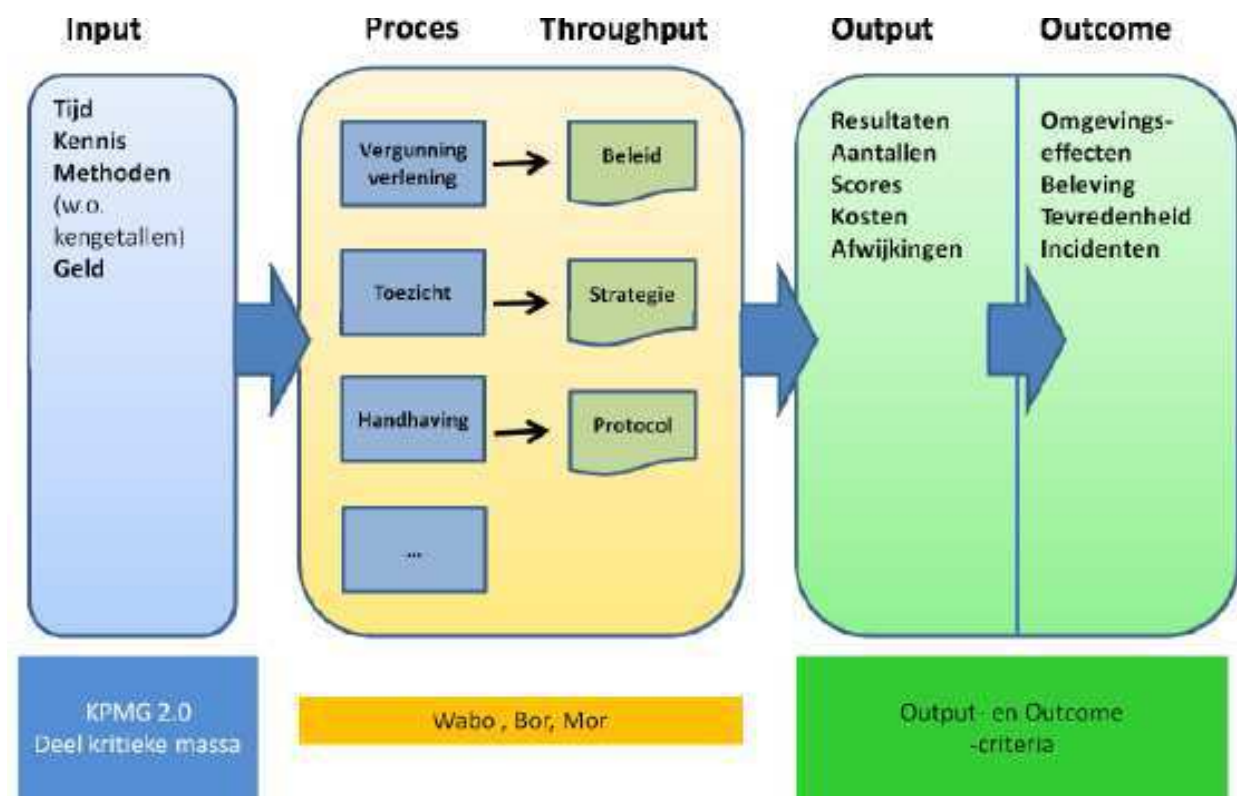 Input
Proces
Throughput
Output
Outcome
Tijd
Kennis
Methoden
(w.o.
kengetallen)
Geld
Vergunning
verlening
Beleid
Toezicht
Strategie
Handhaving
Protocol
...
Resultaten
Aantallen
Scores
Kosten
Afwijkingen
Omgevings-
effecten
Beleving
Tevredenheid
Incidenten
KPMG 2.0
Deel kritieke massa
Wabo , Bor, Mor
Output- en Outcome
-criteria